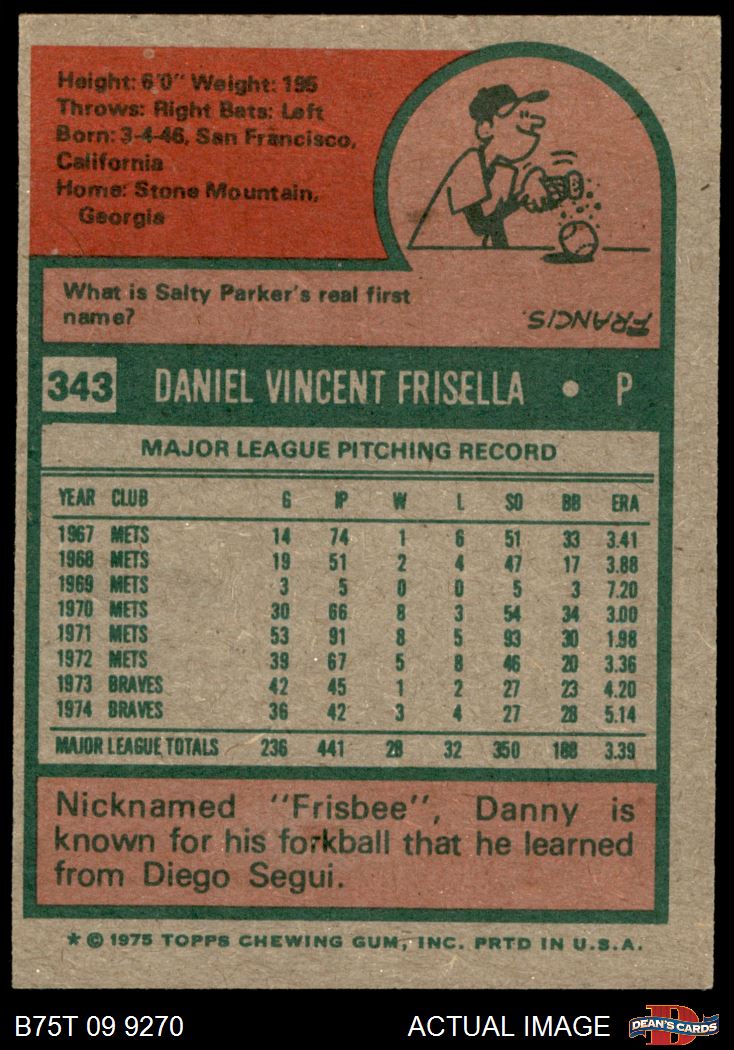 Height: 6'0" Weight: 195
Throws: Right Bats: Left
Born: 3-4-46, San Francisco,
California
Home: Stone Mountain,
Georgia
What is Salty Parker's real first
name?
FRANCIS.
343 DANIEL VINCENT FRISELLA • P
MAJOR LEAGUE PITCHING RECORD
YEAR CLUB G IP W L SO BB ERA
1967 METS 14 74 1 6 51 33 3.41
1968 METS 19 51 2 4 47 17 3.88
1969 METS 3 5 0 0 5 3 7.20
1970 METS 30 66 8 3 54 34 3.00
1971 METS 53 91 8 5 93 30 1.98
1972 METS 39 67 5 8 46 20 3.36
1973 BRAVES 42 45 1 2 27 23 4.20
1974 BRAVES 36 42 3 4 27 28 5.14
MAJOR LEAGUE TOTALS 236 441 28 32 350 188 3.39
Nicknamed "Frisbee", Danny is
known for his forkball that he learned
from Diego Segui.
* © 1975 TOPPS CHEWING GUM, INC. PRTD IN U.S.A.
B75T 09 9270 ACTUAL IMAGE DEAN'S CARDS